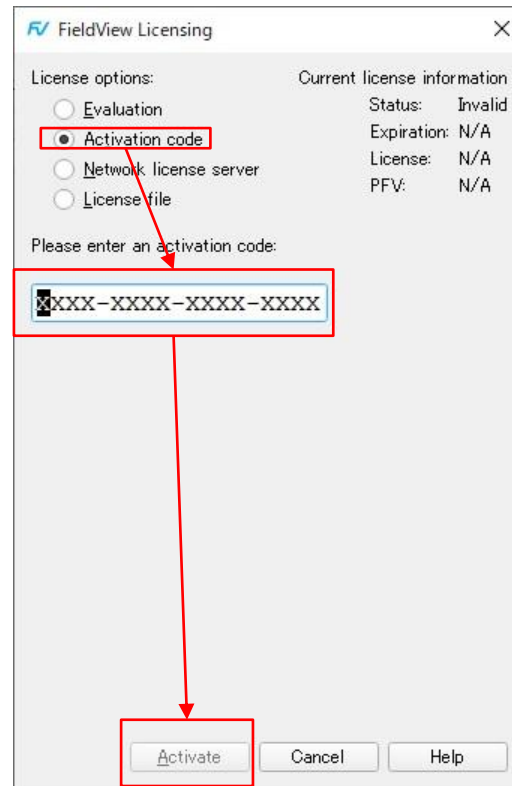 FV FieldView Licensing
License options:
Evaluation
Activation code
Network license server
License file
Current license information
Status: Invalid
Expiration: N/A
License: N/A
PFV: N/A
Please enter an activation code:
XXXX-XXXX-XXXX-XXXX
Activate Cancel Help